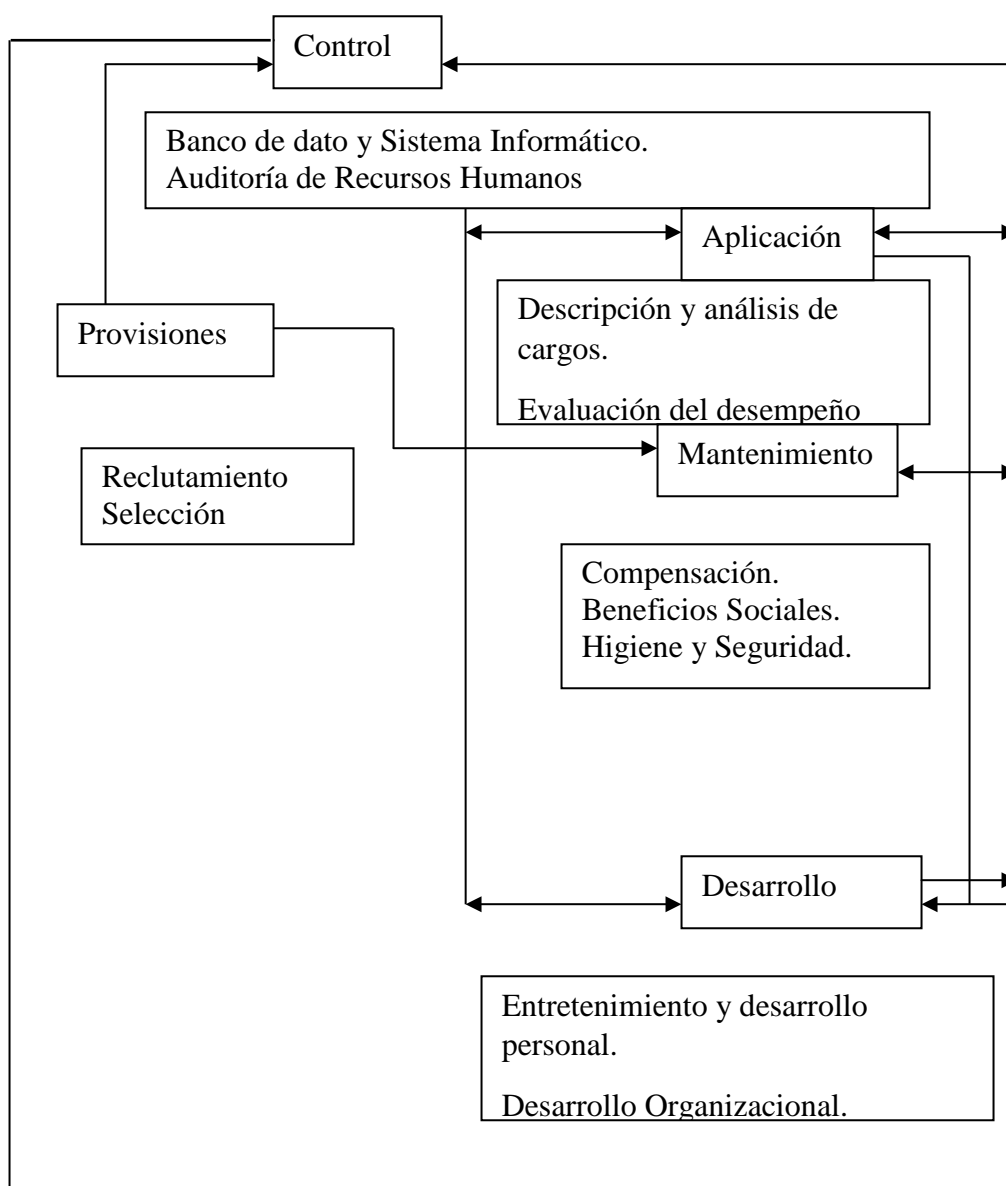 Control
Banco de dato y Sistema Informático.
Auditoría de Recursos Humanos
Aplicación
Descripción y análisis de
cargos.
Evaluación del desempeño
Provisiones
Mantenimiento
Reclutamiento
Selección
Compensación.
Beneficios Sociales.
Higiene y Seguridad.
Desarrollo
Entretenimiento y desarrollo
personal.
Desarrollo Organizacional.